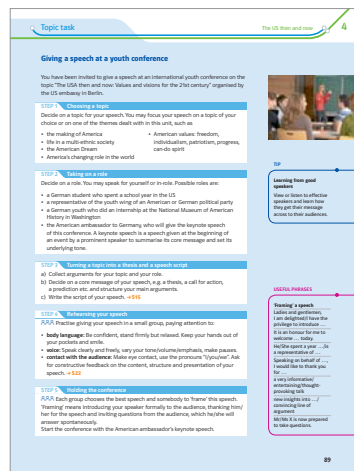 Topic task
The US then and now
4
Giving a speech at a youth conference
You have been invited to give a speech at an international youth conference on the
topic "The USA then and now: Values and visions for the 21st century" organised by
the US embassy in Berlin.
STEP 1 Choosing a topic
Decide on a topic for your speech. You may focus your speech on a topic of your
choice or on one of the themes dealt with in this unit, such as
• the making of America
• life in a multi-ethnic society
• the American Dream
• America's changing role in the world
• American values: freedom,
individualism, patriotism, progress,
can-do spirit
STEP 2 Taking on a role
Decide on a role. You may speak for yourself or in-role. Possible roles are:
• a German student who spent a school year in the US
• a representative of the youth wing of an American or German political party
• a German youth who did an internship at the National Museum of American
History in Washington
• the American ambassador to Germany, who will give the keynote speech
of this conference. A keynote speech is a speech given at the beginning of
an event by a prominent speaker to summarise its core message and set its
underlying tone.
STEP 3 Turning a topic into a thesis and a speech script
a) Collect arguments for your topic and your role.
b) Decide on a core message of your speech, e.g. a thesis, a call for action,
a prediction etc. and structure your main arguments.
c) Write the script of your speech. → S15
STEP 4 Rehearsing your speech
Practise giving your speech in a small group, paying attention to:
• body language: Be confident, stand firmly but relaxed. Keep your hands out of
your pockets and smile.
• voice: Speak clearly and freely, vary your tone/volume/emphasis, make pauses.
• contact with the audience: Make eye contact, use the pronouns "I/you/we". Ask
for constructive feedback on the content, structure and presentation of your
speech. → S22
STEP 5 Holding the conference
Each group chooses the best speech and somebody to 'frame' this speech.
'Framing' means introducing your speaker formally to the audience, thanking him/
her for the speech and inviting questions from the audience, which he/she will
answer spontaneously.
Start the conference with the American ambassador's keynote speech.
TIP
Learning from good
speakers
View or listen to effective
speakers and learn how
they get their message
across to their audiences.
USEFUL PHRASES
'Framing' a speech
Ladies and gentlemen,
I am delighted/I have the
privilege to introduce …
It is an honour for me to
welcome … today.
He/She spent a year …/is
a representative of …
Speaking on behalf of …,
I would like to thank you
for …
a very informative/
entertaining/thought-
provoking talk
new insights into …/
convincing line of
argument
Mr/Ms X is now prepared
to take questions.
89